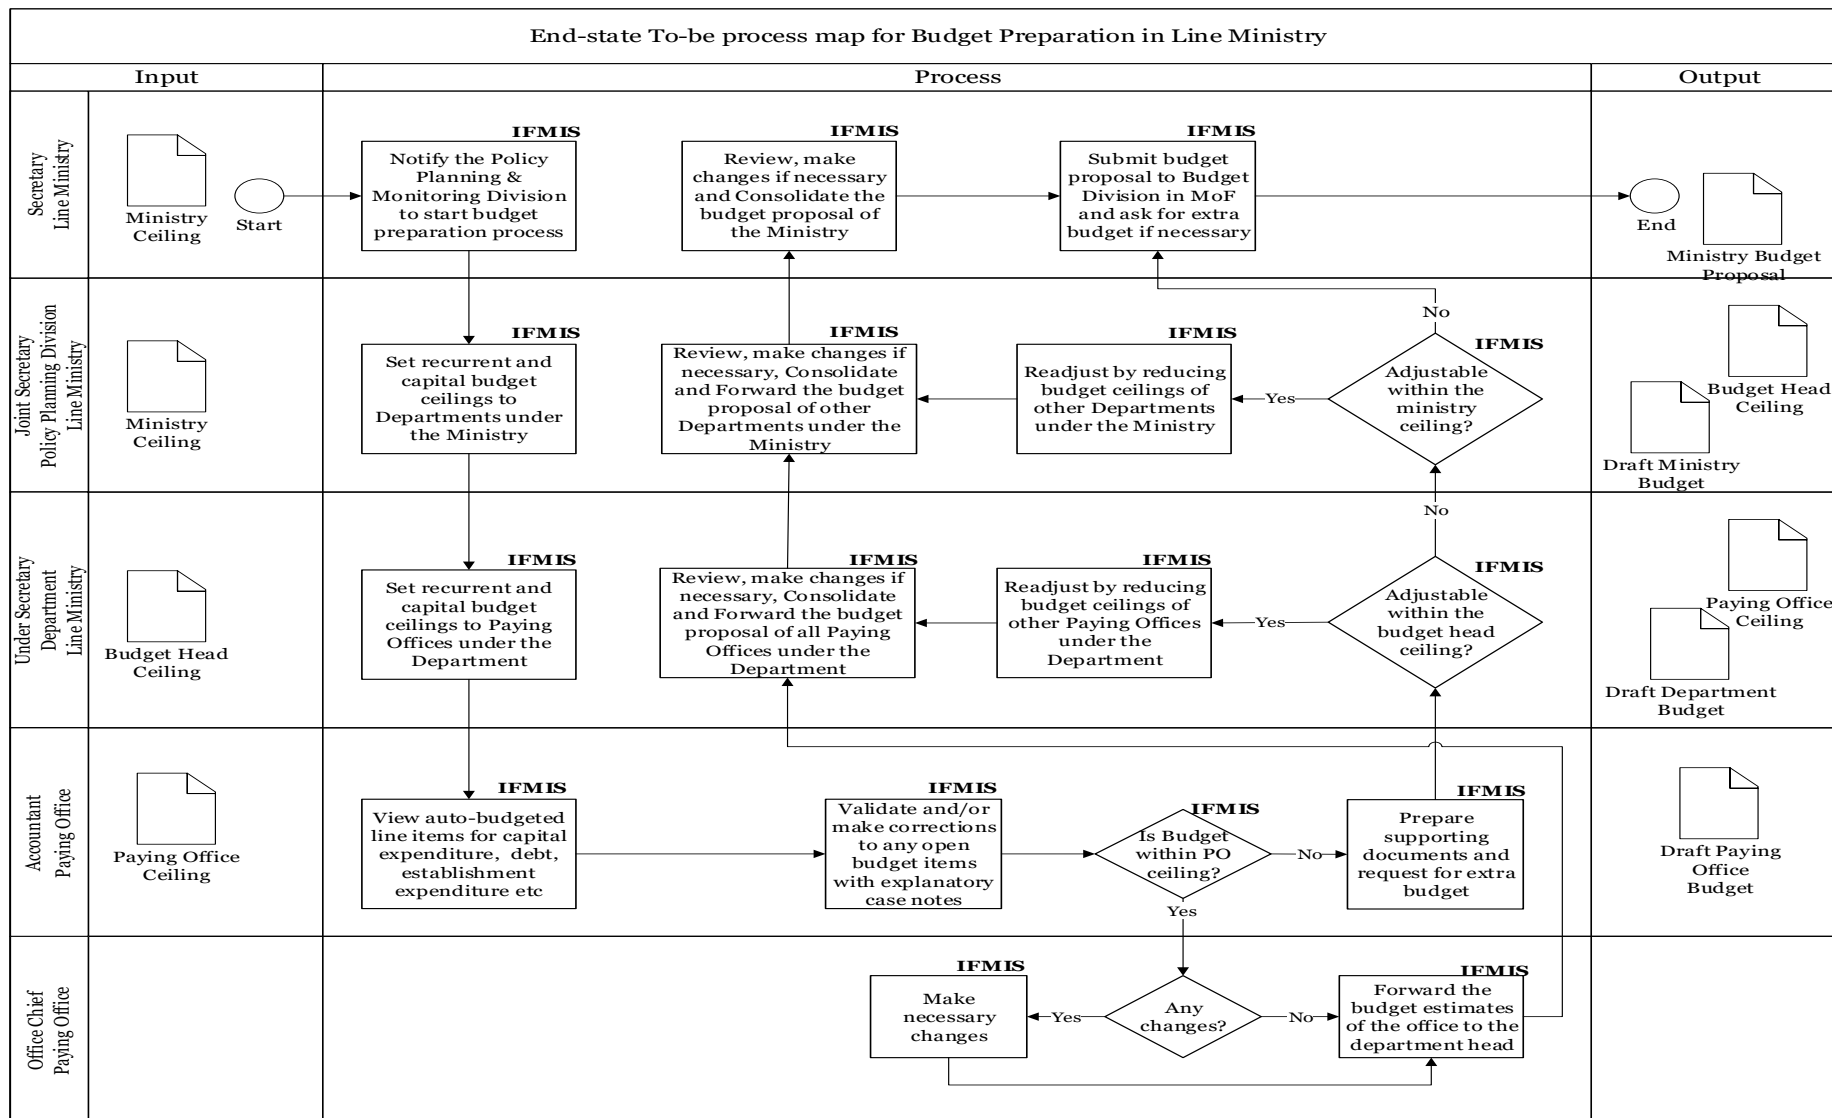 End-state To-be process map for Budget Preparation in Line Ministry
Input
Process
Output
Secretary
Line Ministry
Ministry
Ceiling
Start
IFMIS
Notify the Policy
Planning &
Monitoring Division
to start budget
preparation process
IFMIS
Review, make
changes if necessary
and Consolidate the
budget proposal of
the Ministry
IFMIS
Submit budget
proposal to Budget
Division in MoF
and ask for extra
budget if necessary
End
Ministry Budget
Proposal
Joint Secretary
Policy Planning Division
Line Ministry
Ministry
Ceiling
IFMIS
Set recurrent and
capital budget
ceilings to
Departments under
the Ministry
IFMIS
Review, make changes if
necessary, Consolidate
and Forward the budget
proposal of other
Departments under the
Ministry
IFMIS
Readjust by reducing
budget ceilings of
other Departments
under the Ministry
Yes
No
IFMIS
Adjustable
within the
ministry
ceiling?
Budget Head
Ceiling
Draft Ministry
Budget
Under Secretary
Department
Line Ministry
Budget Head
Ceiling
IFMIS
Set recurrent and
capital budget
ceilings to Paying
Offices under the
Department
IFMIS
Review, make changes if
necessary, Consolidate
and Forward the budget
proposal of all Paying
Offices under the
Department
IFMIS
Readjust by reducing
budget ceilings of
other Paying Offices
under the
Department
Yes
No
IFMIS
Adjustable
within the
budget head
ceiling?
Paying Office
Ceiling
Draft Department
Budget
Accountant
Paying Office
Paying Office
Ceiling
IFMIS
View auto-budgeted
line items for capital
expenditure, debt,
establishment
expenditure etc
IFMIS
Validate and/or
make corrections
to any open
budget items
with explanatory
case notes
IFMIS
Is Budget
within PO
ceiling?
No
Yes
IFMIS
Prepare
supporting
documents and
request for extra
budget
Draft Paying
Office
Budget
Office Chief
Paying Office
IFMIS
Make
necessary
changes
Yes
Any
changes?
No
IFMIS
Forward the
budget estimates
of the office to the
department head